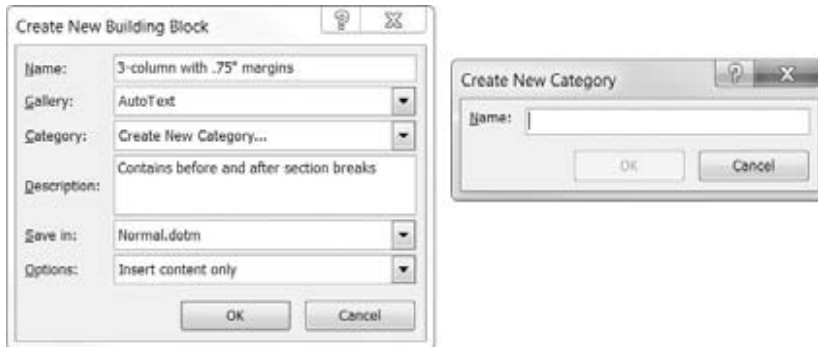 Create New Building Block
Name: 3-column with .75" margins
Gallery: AutoText
Category: Create New Category...
Description: Contains before and after section breaks
Save in: Normal.dotm
Options: Insert content only
OK Cancel
Create New Category
Name:
OK Cancel